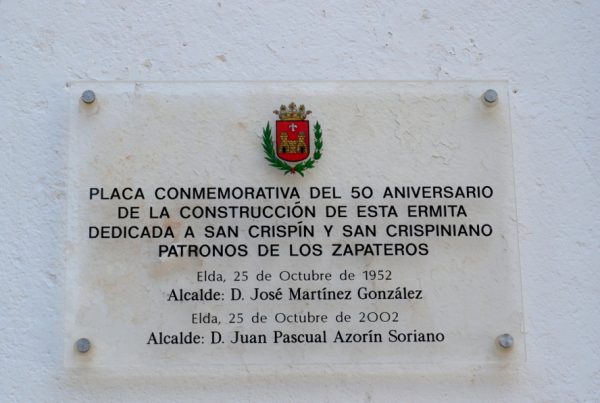 PLACA CONMEMORATIVA DEL 50 ANIVERSARIO
DE LA CONSTRUCCIÓN DE ESTA ERMITA
DEDICADA A SAN CRISPÍN Y SAN CRISPINIANO
PATRONOS DE LOS ZAPATEROS
Elda, 25 de Octubre de 1952
Alcalde: D. José Martínez González
Elda, 25 de Octubre de 2002
Alcalde: D. Juan Pascual Azorín Soriano